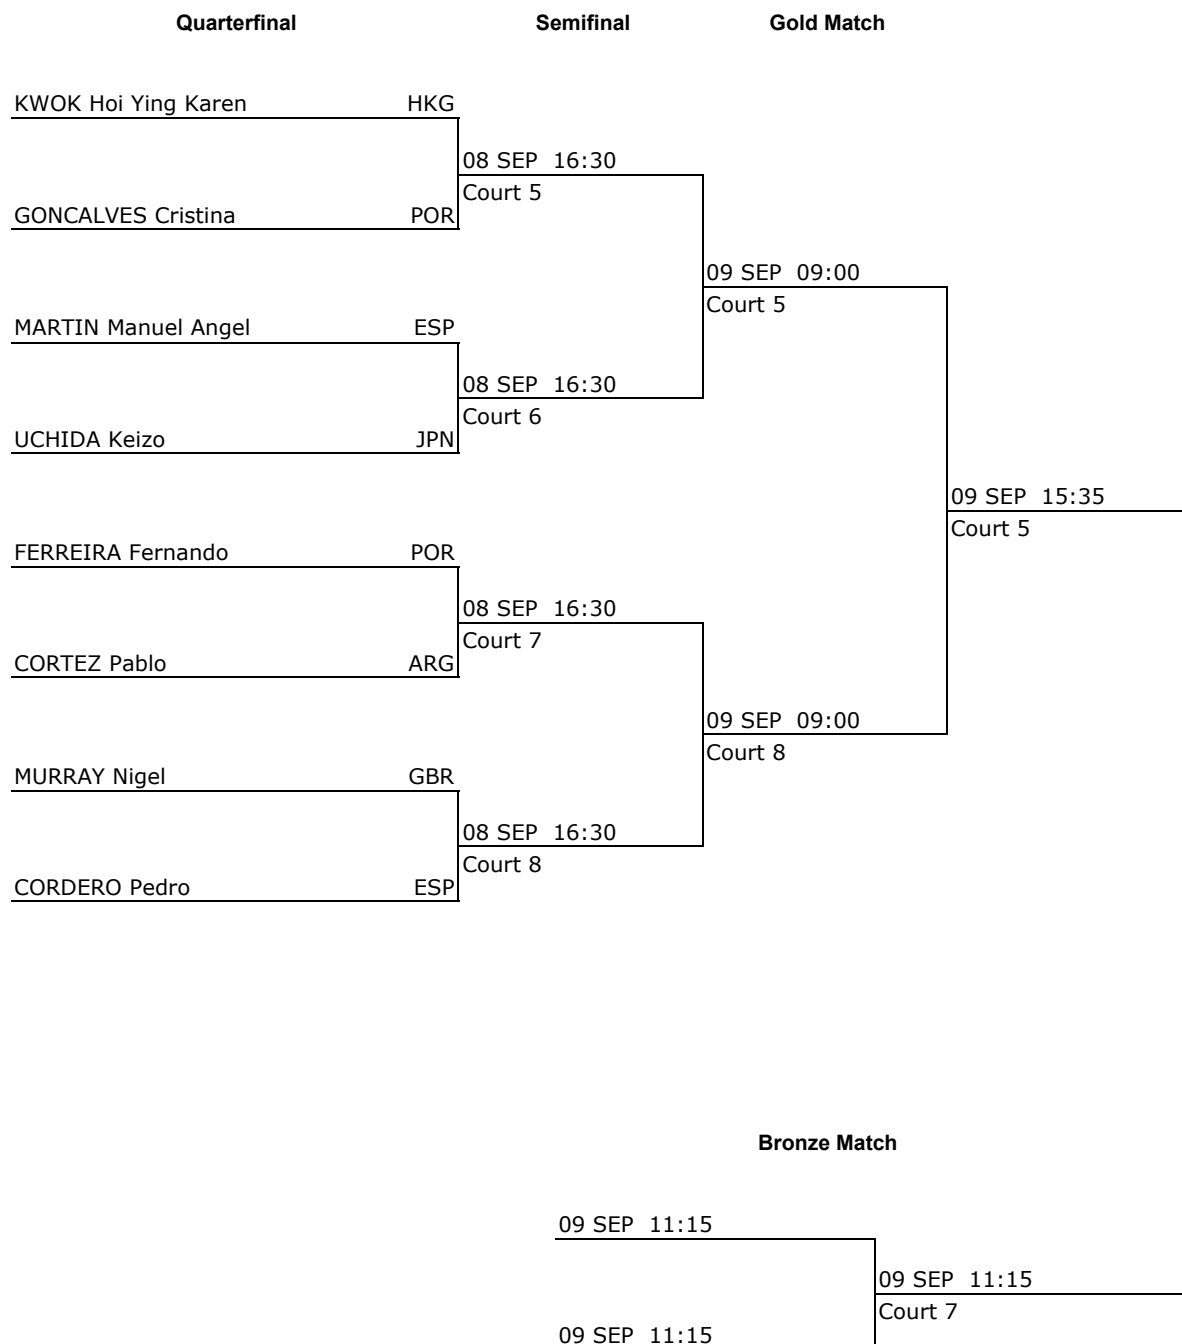 Quarterfinal Semifinal Gold Match
KWOK Hoi Ying Karen HKG
08 SEP 16:30
Court 5
GONCALVES Cristina POR
09 SEP 09:00
Court 5
MARTIN Manuel Angel ESP
08 SEP 16:30
Court 6
UCHIDA Keizo JPN
09 SEP 15:35
Court 5
FERREIRA Fernando POR
08 SEP 16:30
Court 7
CORTEZ Pablo ARG
09 SEP 09:00
Court 8
MURRAY Nigel GBR
08 SEP 16:30
Court 8
CORDERO Pedro ESP
Bronze Match
09 SEP 11:15
09 SEP 11:15
Court 7
09 SEP 11:15